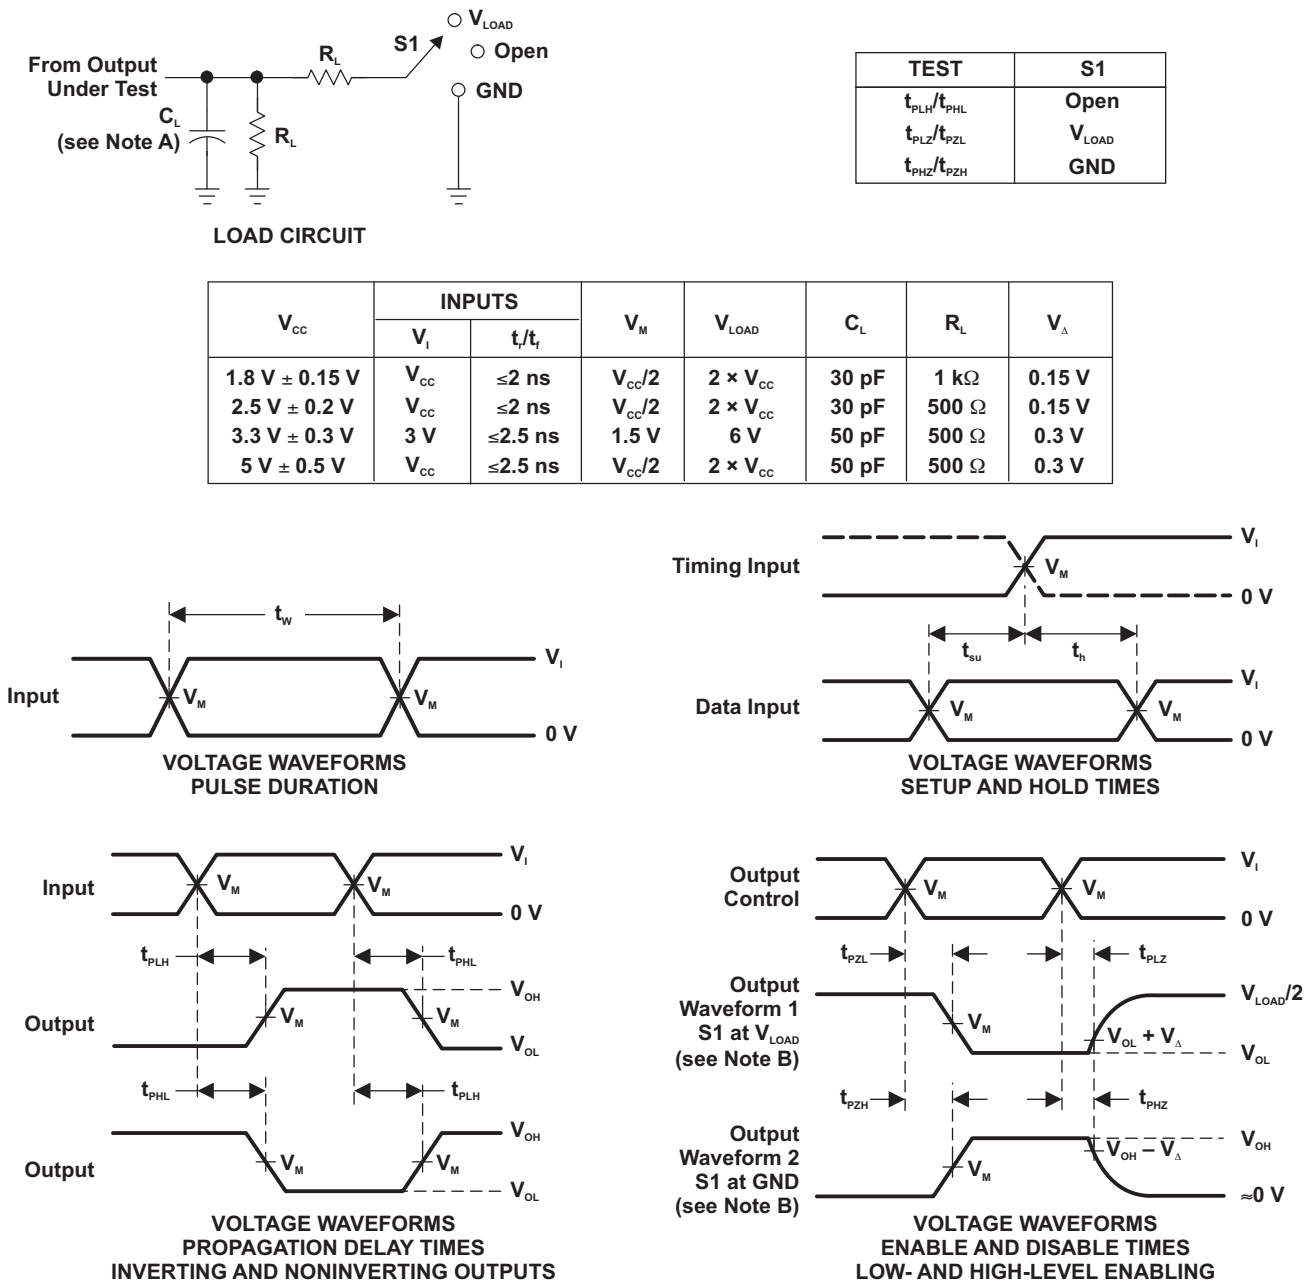 V_LOAD
S1
Open
R_L
From Output
Under Test
GND
C_L
(see Note A)
R_L
LOAD CIRCUIT
TEST S1
t_PLH/t_PHL Open
t_PLZ/t_PZL V_LOAD
t_PHZ/t_PZH GND
V_CC INPUTS V_M V_LOAD C_L R_L V_Δ
V_I t_r/t_f
1.8 V ± 0.15 V V_CC ≤2 ns V_CC/2 2 × V_CC 30 pF 1 kΩ 0.15 V
2.5 V ± 0.2 V V_CC ≤2 ns V_CC/2 2 × V_CC 30 pF 500 Ω 0.15 V
3.3 V ± 0.3 V 3 V ≤2.5 ns 1.5 V 6 V 50 pF 500 Ω 0.3 V
5 V ± 0.5 V V_CC ≤2.5 ns V_CC/2 2 × V_CC 50 pF 500 Ω 0.3 V
t_W
V_I
Input
V_M
V_M
0 V
VOLTAGE WAVEFORMS
PULSE DURATION
V_I
Timing Input
V_M
0 V
t_su
t_h
V_I
Data Input
V_M
V_M
0 V
VOLTAGE WAVEFORMS
SETUP AND HOLD TIMES
V_I
Input
V_M
V_M
0 V
t_PLH
t_PHL
V_OH
Output
V_M
V_M
V_OL
t_PHL
t_PLH
V_OH
Output
V_M
V_M
V_OL
VOLTAGE WAVEFORMS
PROPAGATION DELAY TIMES
INVERTING AND NONINVERTING OUTPUTS
V_I
Output
Control
V_M
V_M
0 V
t_PZL
t_PLZ
Output
Waveform 1
S1 at V_LOAD
(see Note B)
V_LOAD/2
V_M
V_OL + V_Δ
V_OL
t_PZH
t_PHZ
Output
Waveform 2
S1 at GND
(see Note B)
V_OH
V_M
V_OH − V_Δ
≈0 V
VOLTAGE WAVEFORMS
ENABLE AND DISABLE TIMES
LOW- AND HIGH-LEVEL ENABLING